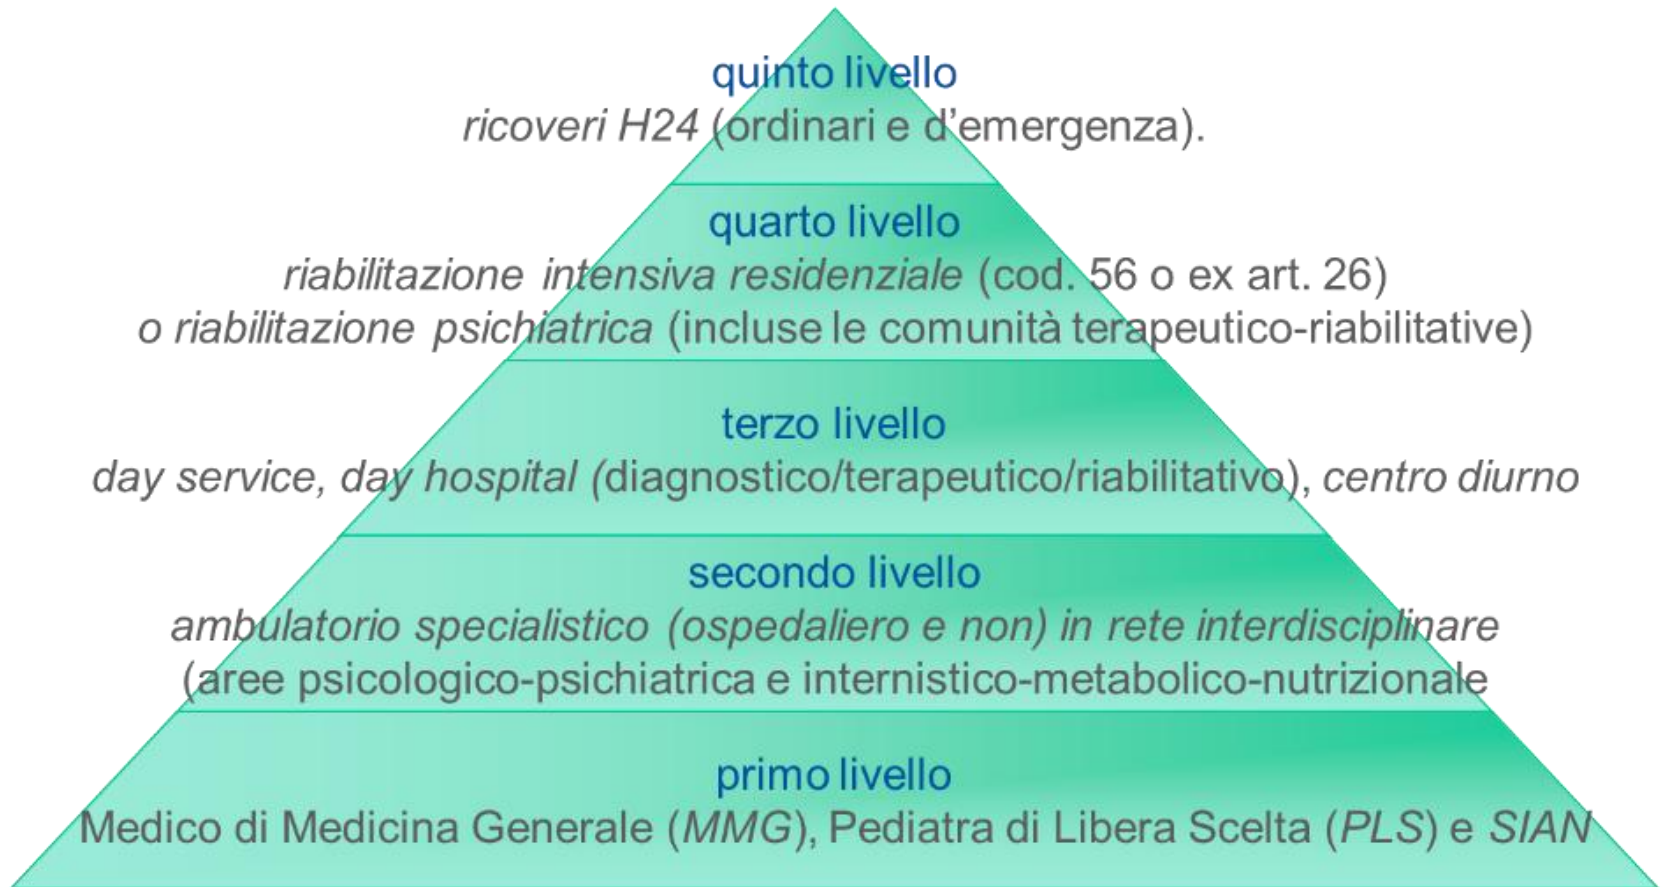 quinto livello
ricoveri H24 (ordinari e d’emergenza).
quarto livello
riabilitazione intensiva residenziale (cod. 56 o ex art. 26)
o riabilitazione psichiatrica (incluse le comunità terapeutico-riabilitative)
terzo livello
day service, day hospital (diagnostico/terapeutico/riabilitativo), centro diurno
secondo livello
ambulatorio specialistico (ospedaliero e non) in rete interdisciplinare
(aree psicologico-psichiatrica e internistico-metabolico-nutrizionale
primo livello
Medico di Medicina Generale (MMG), Pediatra di Libera Scelta (PLS) e SIAN